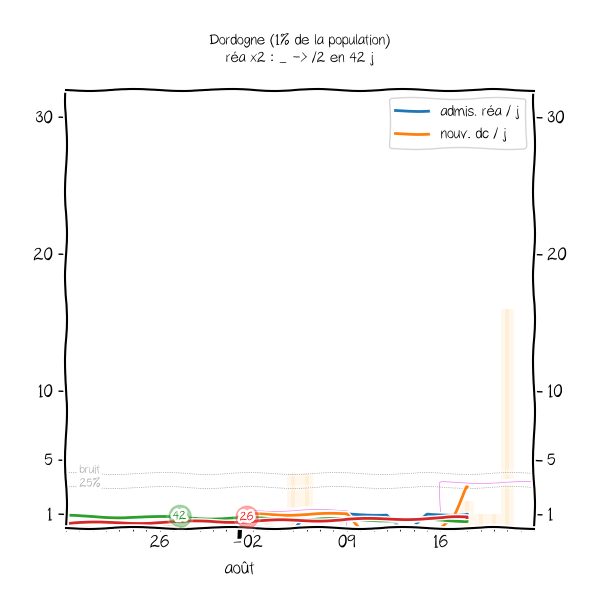 Dordogne (1% de la population)
réa x2 : _ -> /2 en 42 j
admis. réa / j
nouv. dc / j
30
30
20
20
10
10
5
5
bruit
25%
1
1
42
26
26
02
09
16
août